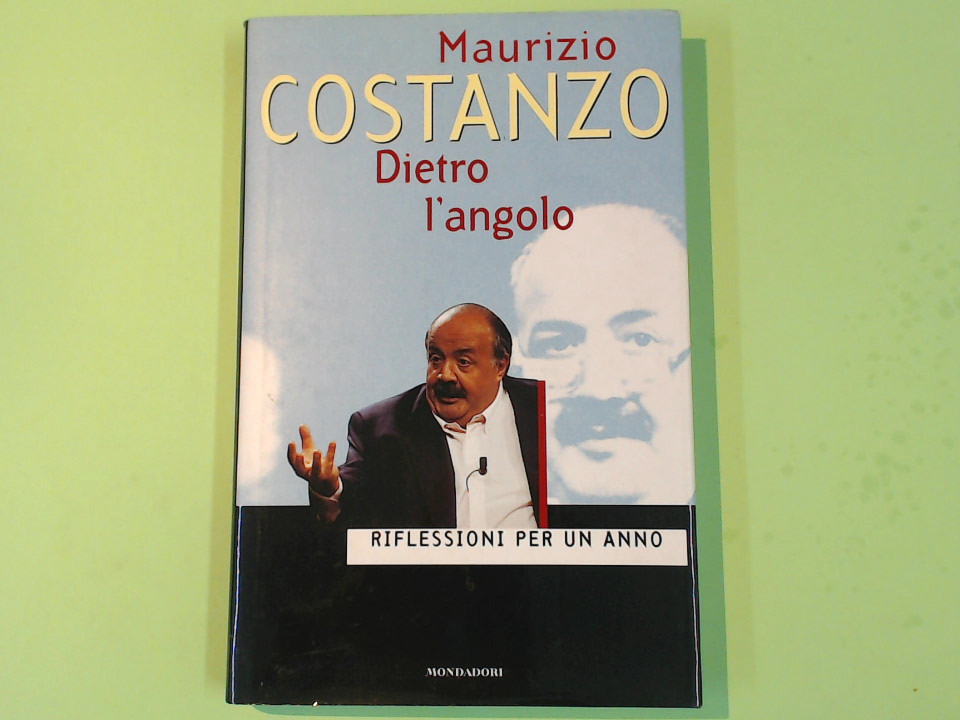 Maurizio
COSTANZO
Dietro
l'angolo
RIFLESSIONI PER UN ANNO
MONDADORI